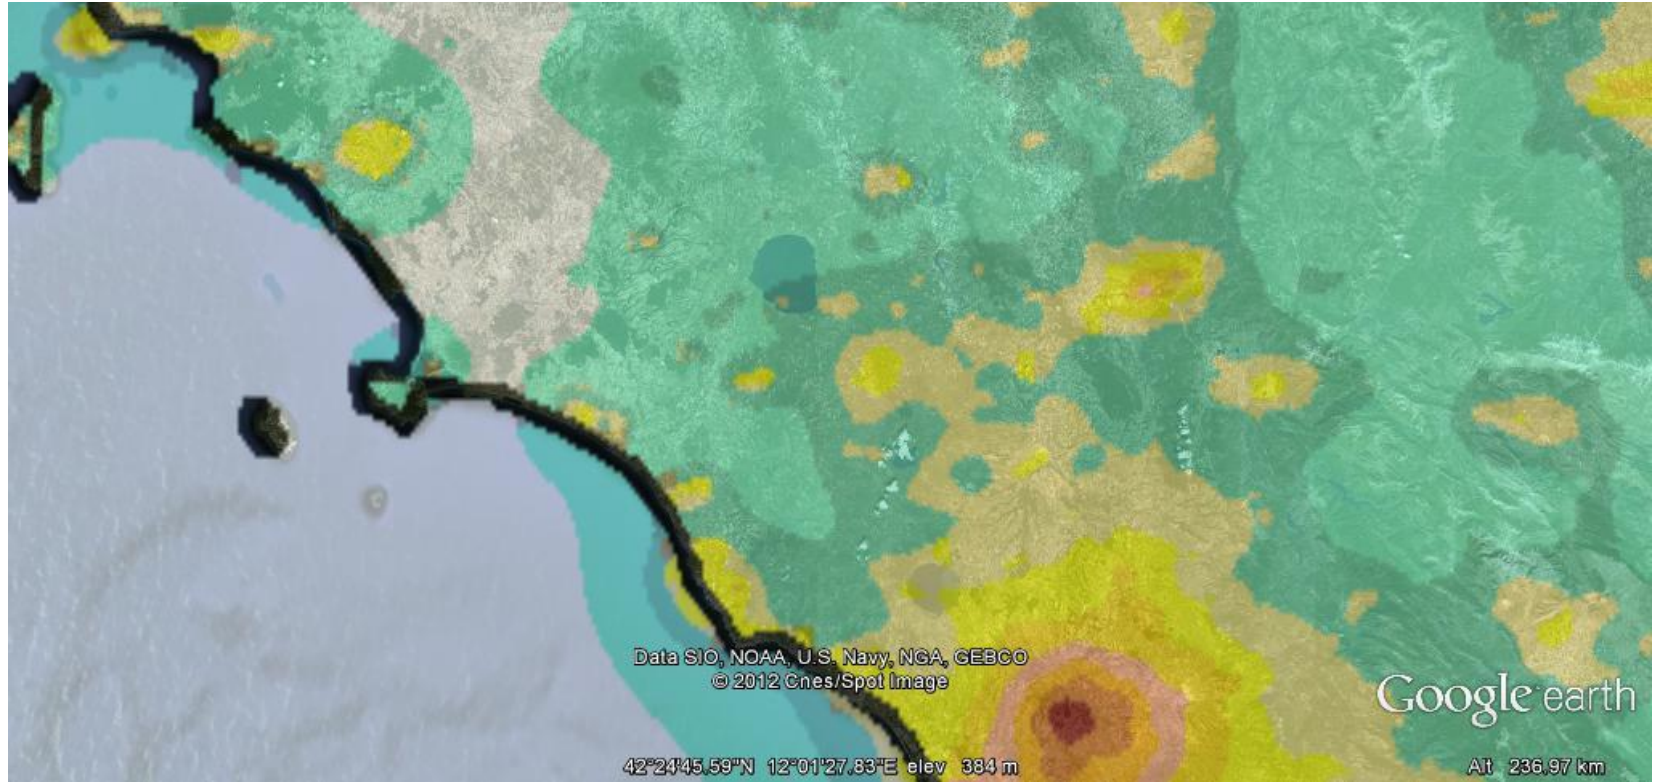 Data SIO, NOAA, U.S. Navy, NGA, GEBCO
© 2012 Cnes/Spot Image
Google earth
42°24'45.59"N 12°01'27.83"E elev 384 m
Alt 236.97 km